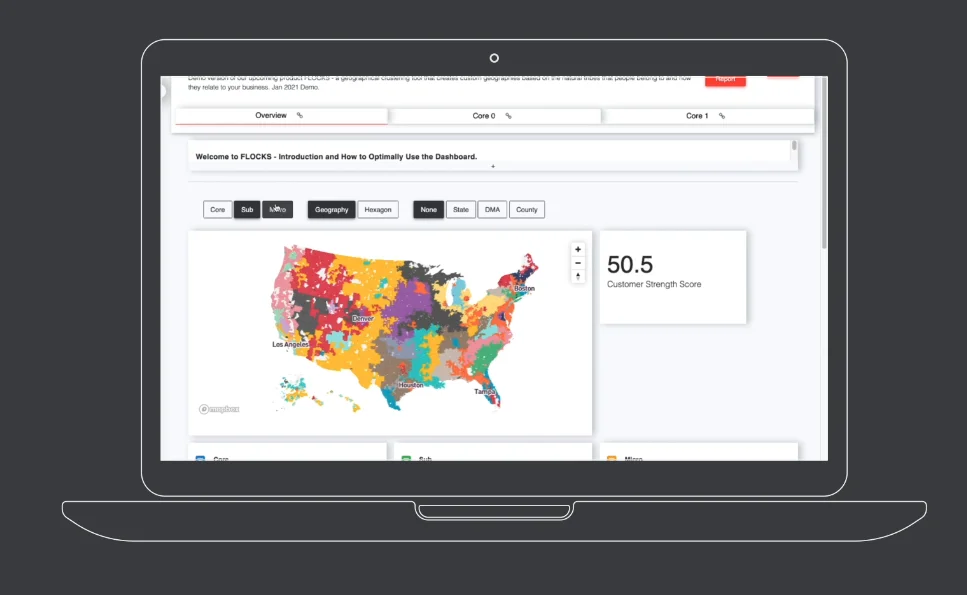 Demo version of our upcoming product FLOCKS - a geographical clustering tool that creates custom geographies based on the natural tribes that people belong to and how
they relate to your business. Jan 2021 Demo.
Report
Overview
Core 0
Core 1
Welcome to FLOCKS - Introduction and How to Optimally Use the Dashboard.
+
Core
Sub
Micro
Geography
Hexagon
None
State
DMA
County
+
−
50.5
Customer Strength Score
Boston
Denver
Los Angeles
Houston
Tampa
mapbox
Core
Sub
Micro